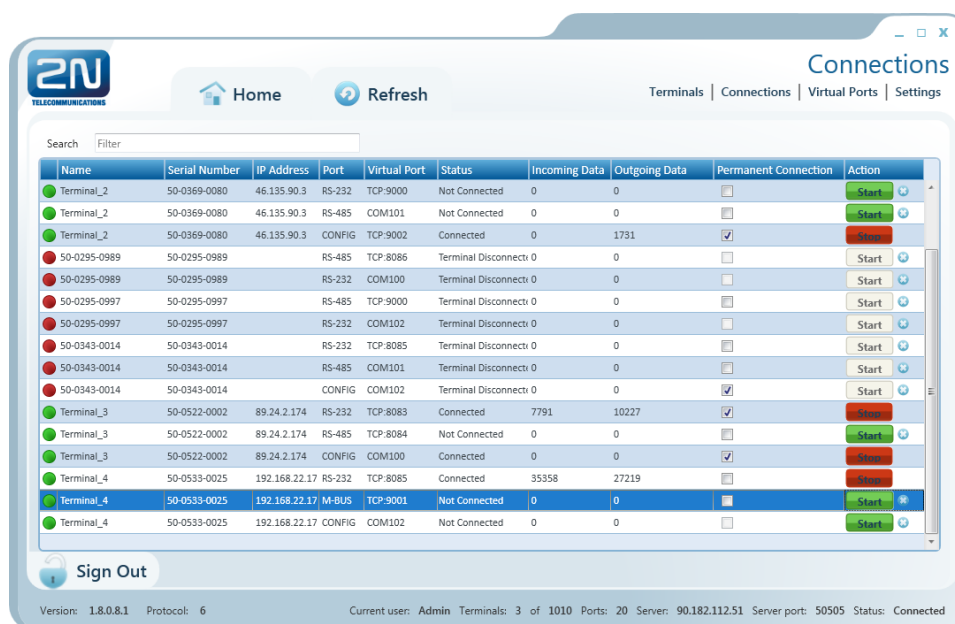 2N
TELECOMMUNICATIONS
Home
Refresh
Connections
Terminals | Connections | Virtual Ports | Settings
Search Filter
Name Serial Number IP Address Port Virtual Port Status Incoming Data Outgoing Data Permanent Connection Action
Terminal_2 50-0369-0080 46.135.90.3 RS-232 TCP:9000 Not Connected 0 0 Start
Terminal_2 50-0369-0080 46.135.90.3 RS-485 COM101 Not Connected 0 0 Start
Terminal_2 50-0369-0080 46.135.90.3 CONFIG TCP:9002 Connected 0 1731 Stop
50-0295-0989 50-0295-0989 RS-485 TCP:8086 Terminal Disconnecte 0 0 Start
50-0295-0989 50-0295-0989 RS-232 COM100 Terminal Disconnecte 0 0 Start
50-0295-0997 50-0295-0997 RS-485 TCP:9000 Terminal Disconnecte 0 0 Start
50-0295-0997 50-0295-0997 RS-232 COM102 Terminal Disconnecte 0 0 Start
50-0343-0014 50-0343-0014 RS-232 TCP:8085 Terminal Disconnecte 0 0 Start
50-0343-0014 50-0343-0014 RS-485 COM101 Terminal Disconnecte 0 0 Start
50-0343-0014 50-0343-0014 CONFIG COM102 Terminal Disconnecte 0 0 Start
Terminal_3 50-0522-0002 89.24.2.174 RS-232 TCP:8083 Connected 7791 10227 Stop
Terminal_3 50-0522-0002 89.24.2.174 RS-485 TCP:8084 Not Connected 0 0 Start
Terminal_3 50-0522-0002 89.24.2.174 CONFIG COM100 Connected 0 0 Stop
Terminal_4 50-0533-0025 192.168.22.17 RS-232 TCP:8085 Connected 35358 27219 Stop
Terminal_4 50-0533-0025 192.168.22.17 M-BUS TCP:9001 Not Connected 0 0 Start
Terminal_4 50-0533-0025 192.168.22.17 CONFIG COM102 Not Connected 0 0 Start
Sign Out
Version: 1.8.0.8.1 Protocol: 6 Current user: Admin Terminals: 3 of 1010 Ports: 20 Server: 90.182.112.51 Server port: 50505 Status: Connected